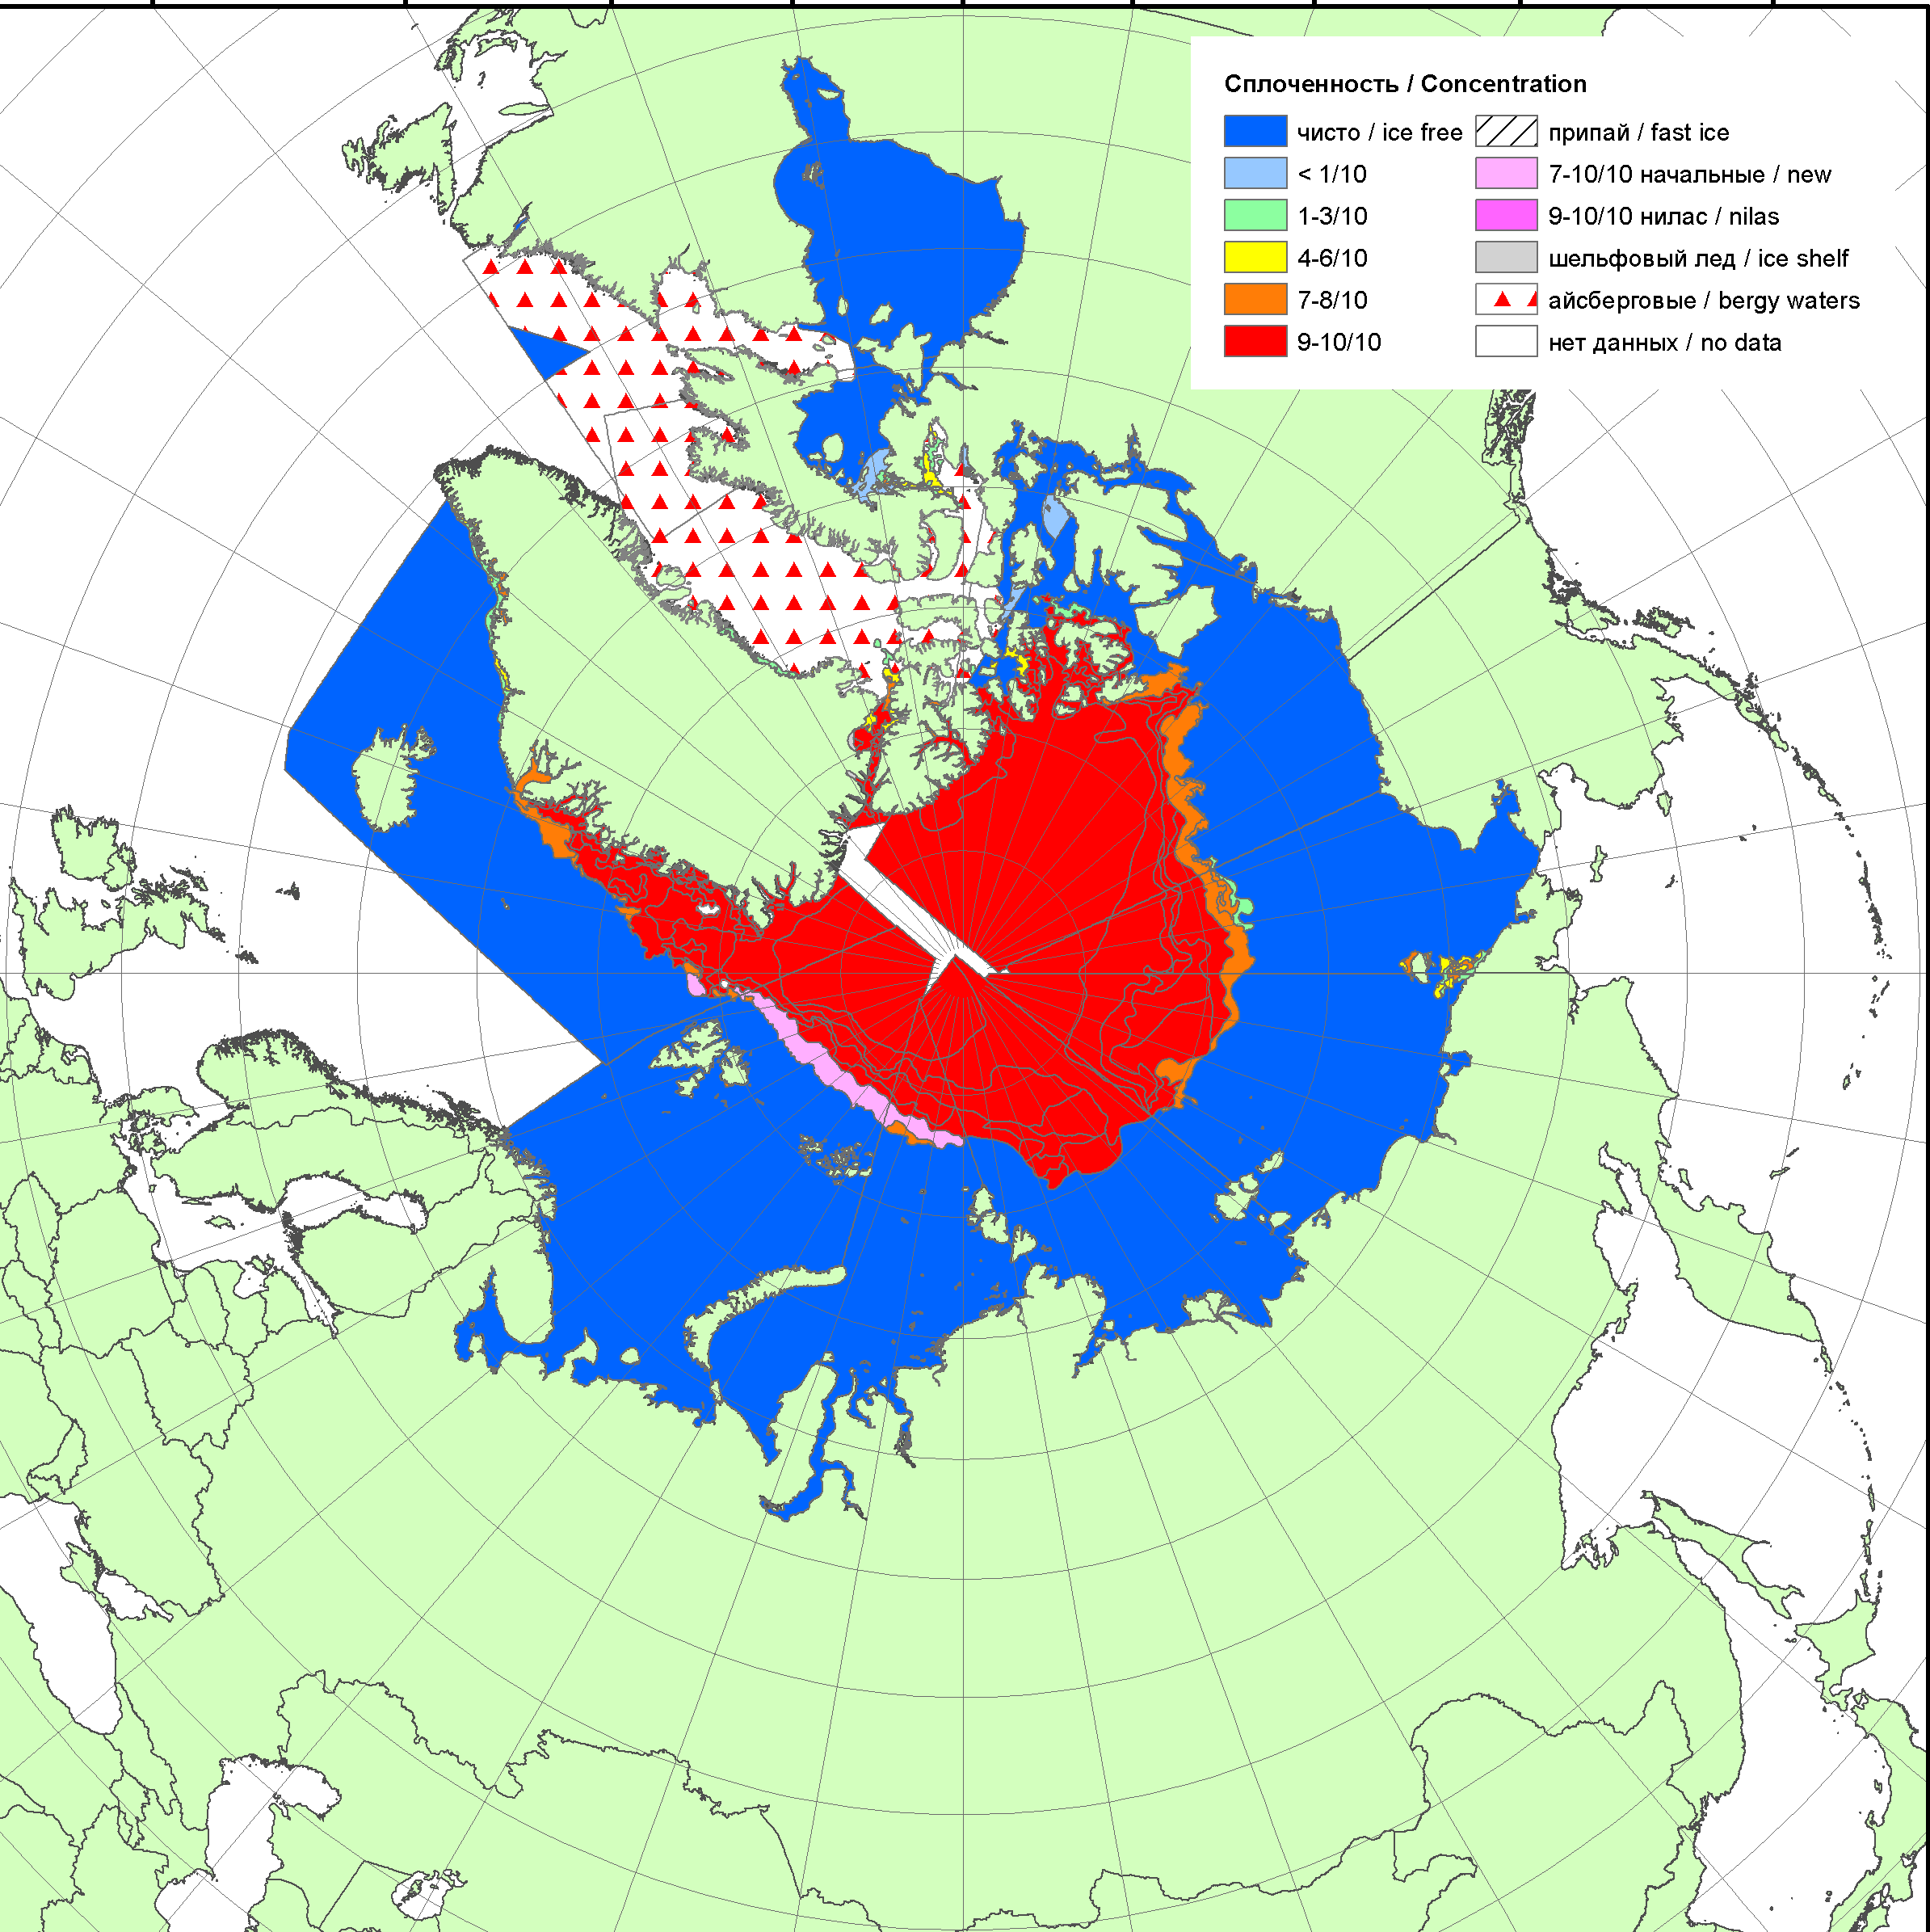 Сплоченность / Concentration
чисто / ice free
< 1/10
1-3/10
4-6/10
7-8/10
9-10/10
припай / fast ice
7-10/10 начальные / new
9-10/10 нилас / nilas
шельфовый лед / ice shelf
айсберговые / bergy waters
нет данных / no data